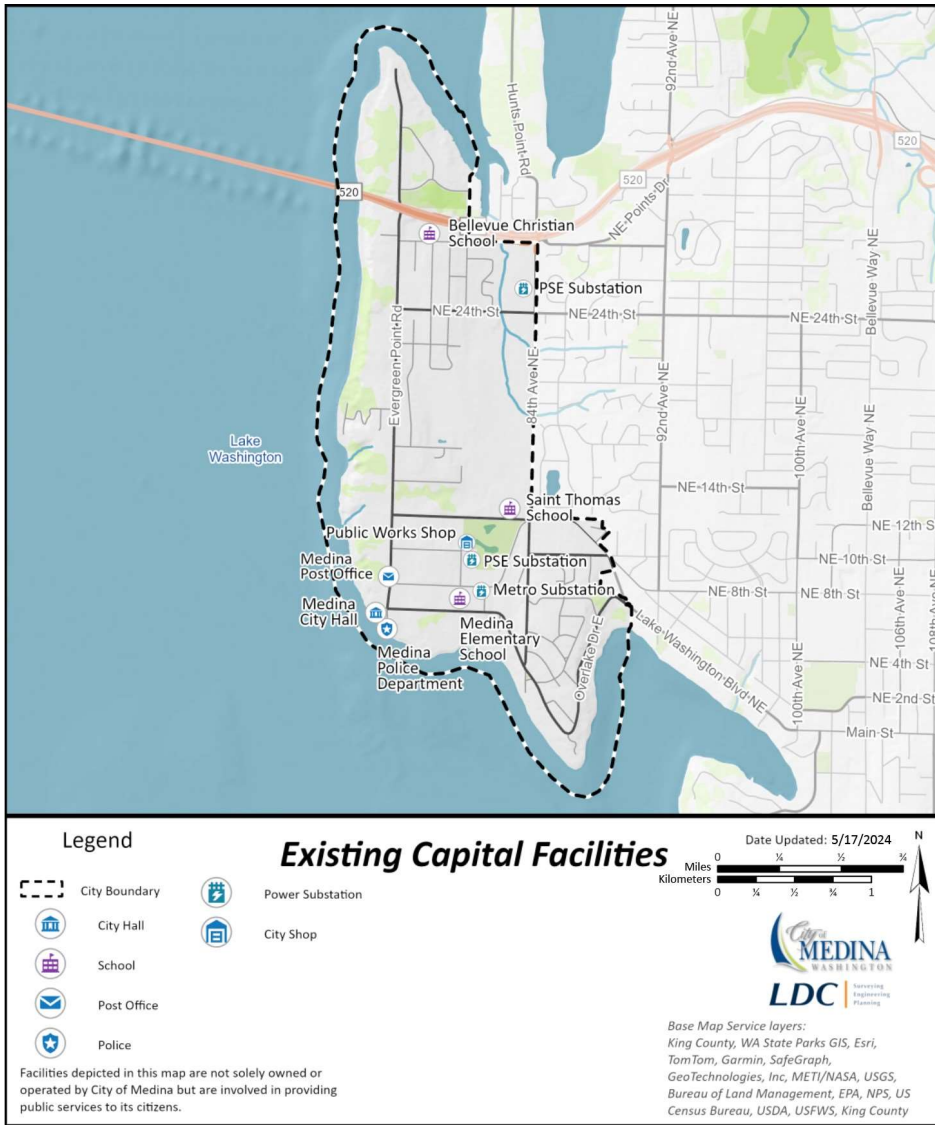 Hunts Point Rd
92nd Ave NE
520
520
520
NE Points Dr
Bellevue Way NE
Bellevue Christian
School
PSE Substation
NE 24th St
NE 24th St
NE 24th St
Evergreen Point Rd
84th Ave NE
92nd Ave NE
100th Ave NE
Bellevue Way NE
Lake
Washington
NE 14th St
Saint Thomas
School
NE 12th St
Public Works Shop
PSE Substation
NE 10th St
Medina
Post Office
Metro Substation
NE 8th St
NE 8th St
Medina
City Hall
Medina
Elementary
School
Medina
Police
Department
Overlake Dr E
Lake Washington Blvd NE
100th Ave NE
106th Ave NE
108th Ave NE
NE 4th St
NE 2nd St
Main St
Legend
Existing Capital Facilities
Date Updated: 5/17/2024
N
Miles
0 ¼ ½ ¾
Kilometers
0 ¼ ½ ¾ 1
City Boundary
City Hall
School
Post Office
Police
Power Substation
City Shop
Facilities depicted in this map are not solely owned or
operated by City of Medina but are involved in providing
public services to its citizens.
City of
MEDINA
WASHINGTON
LDC
Surveying
Engineering
Planning
Base Map Service layers:
King County, WA State Parks GIS, Esri,
TomTom, Garmin, SafeGraph,
GeoTechnologies, Inc, METI/NASA, USGS,
Bureau of Land Management, EPA, NPS, US
Census Bureau, USDA, USFWS, King County